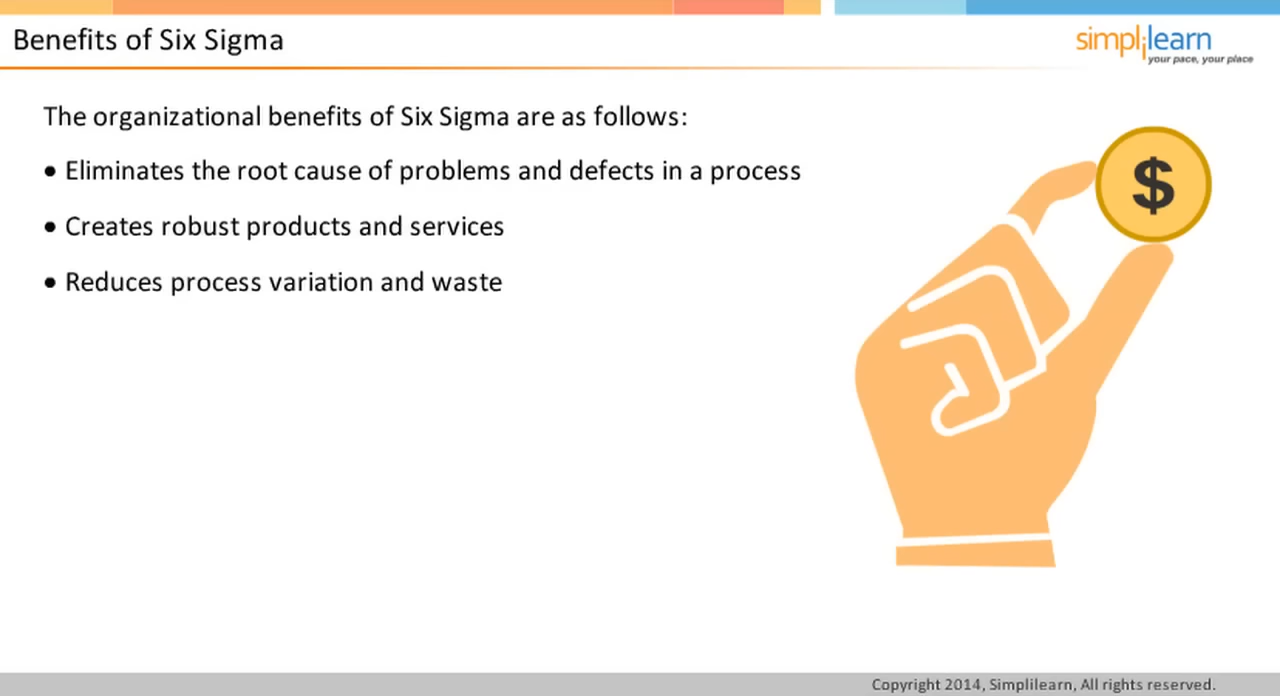 Benefits of Six Sigma
simplilearn
your pace, your place
The organizational benefits of Six Sigma are as follows:
• Eliminates the root cause of problems and defects in a process
• Creates robust products and services
• Reduces process variation and waste
$
Copyright 2014, Simplilearn, All rights reserved.